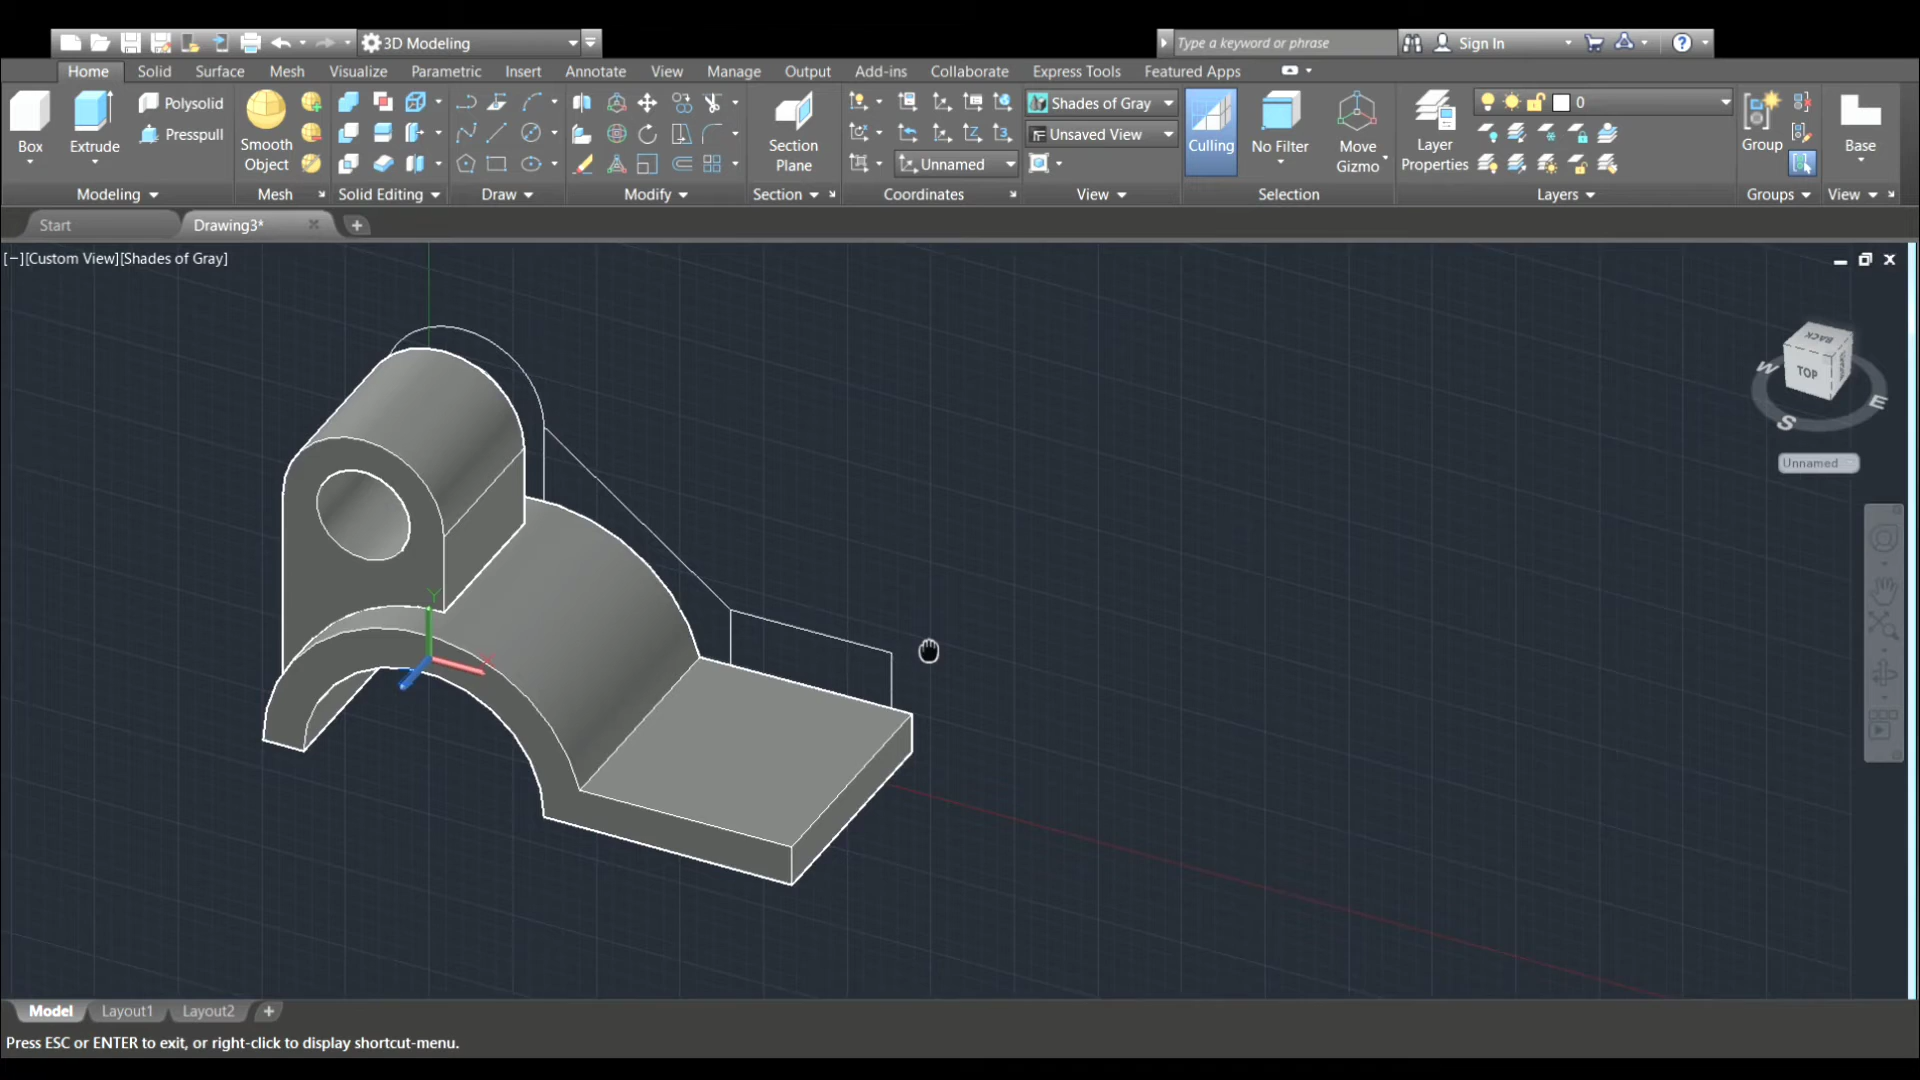 3D Modeling
Type a keyword or phrase
Sign In
Home Solid Surface Mesh Visualize Parametric Insert Annotate View Manage Output Add-ins Collaborate Express Tools Featured Apps
Box
Extrude
Polysolid
Presspull
Smooth
Object
Section
Plane
Unnamed
Shades of Gray
Unsaved View
Culling
No Filter
Move
Gizmo
Layer
Properties
0
Group
Base
Modeling Mesh Solid Editing Draw Modify Section Coordinates View Selection Layers Groups View
Start Drawing3*
[−][Custom View][Shades of Gray]
BACK
TOP
W
E
S
Unnamed
Y
Model Layout1 Layout2
Press ESC or ENTER to exit, or right-click to display shortcut-menu.